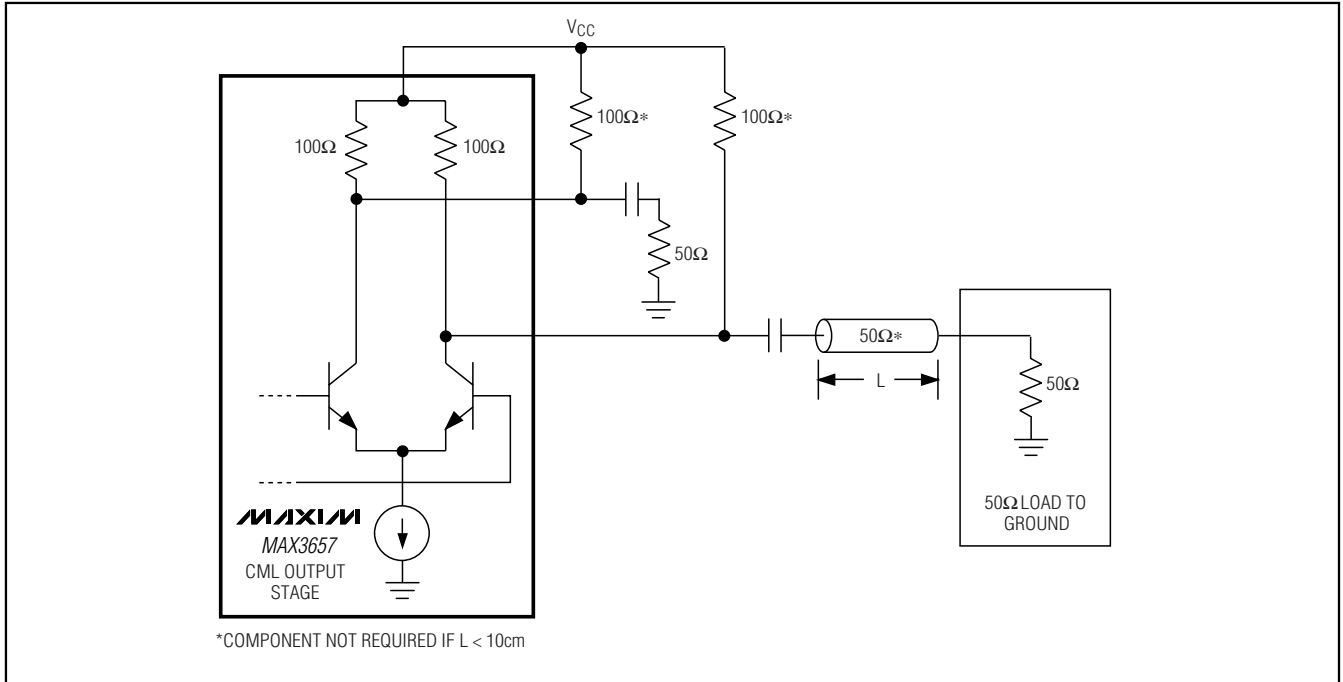 VCC
100Ω*
100Ω*
100Ω
100Ω
50Ω
50Ω*
L
50Ω
50Ω LOAD TO
GROUND
MAXIM
MAX3657
CML OUTPUT
STAGE
*COMPONENT NOT REQUIRED IF L < 10cm